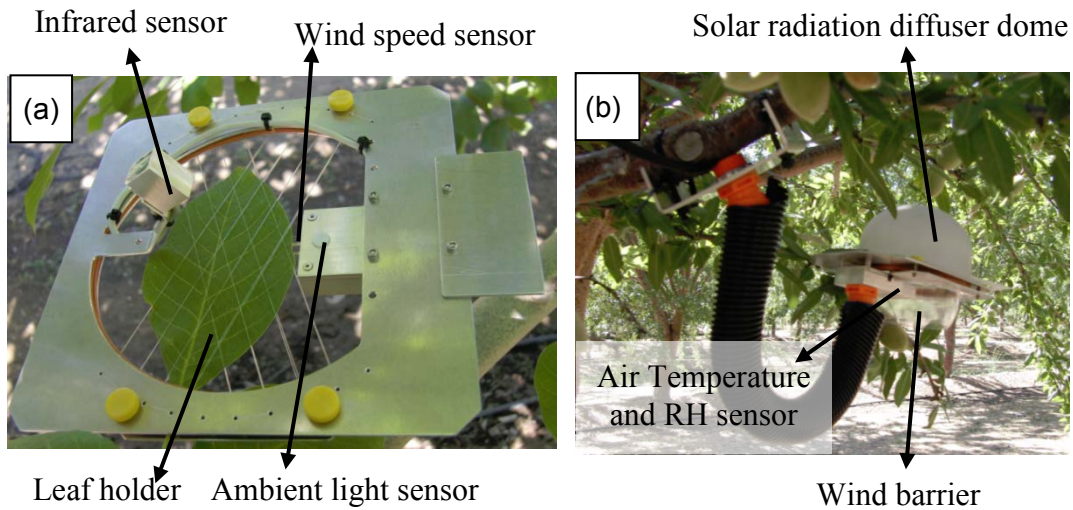 Infrared sensor
Wind speed sensor
Solar radiation diffuser dome
(a)
(b)
Air Temperature
and RH sensor
Leaf holder
Ambient light sensor
Wind barrier